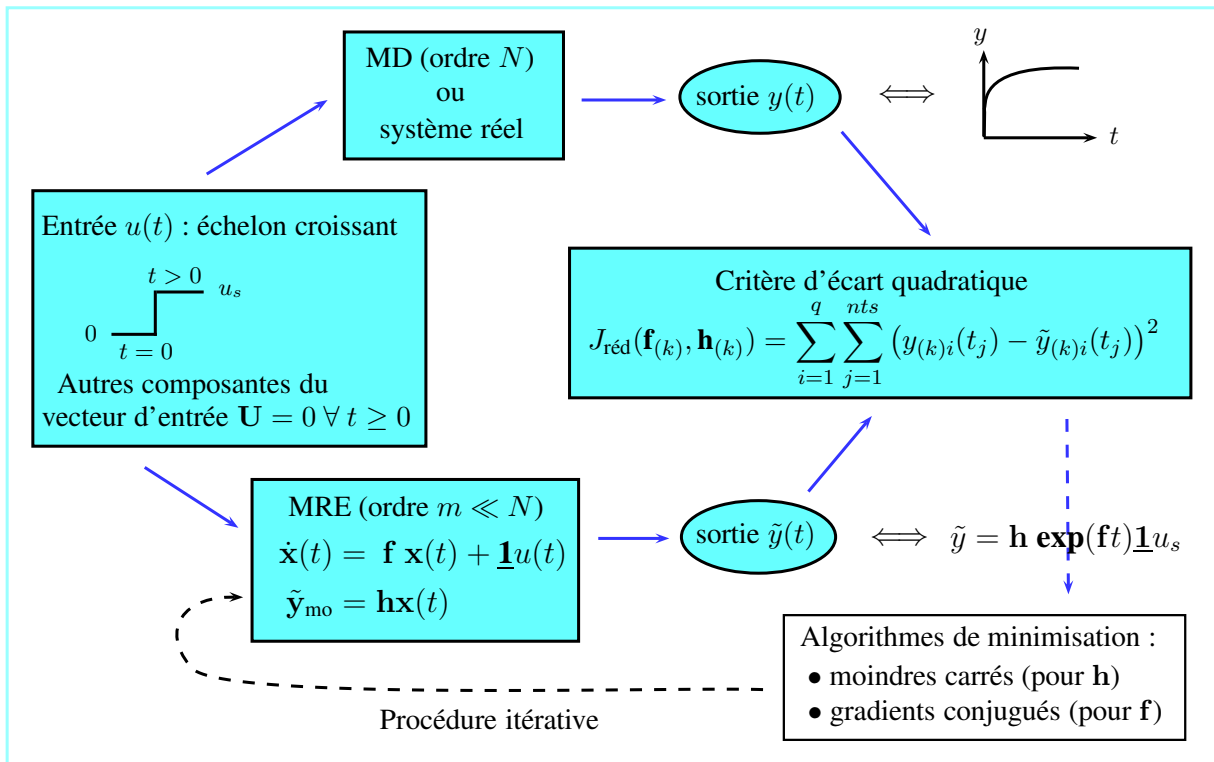 MD (ordre N)
ou
système réel
sortie y(t)
⟺
y
t
Entrée u(t) : échelon croissant
t > 0
u_s
0
t = 0
Autres composantes du
vecteur d'entrée U = 0 ∀ t ≥ 0
Critère d'écart quadratique
J_réd(f_(k), h_(k)) = ∑_{i=1}^{q} ∑_{j=1}^{nts} (y_{(k)i}(t_j) − ỹ_{(k)i}(t_j))^2
MRE (ordre m ≪ N)
ẋ(t) = f x(t) + 1u(t)
ỹ_mo = hx(t)
sortie ỹ(t)
⟺ ỹ = h exp(ft)1u_s
Algorithmes de minimisation :
• moindres carrés (pour h)
• gradients conjugués (pour f)
Procédure itérative